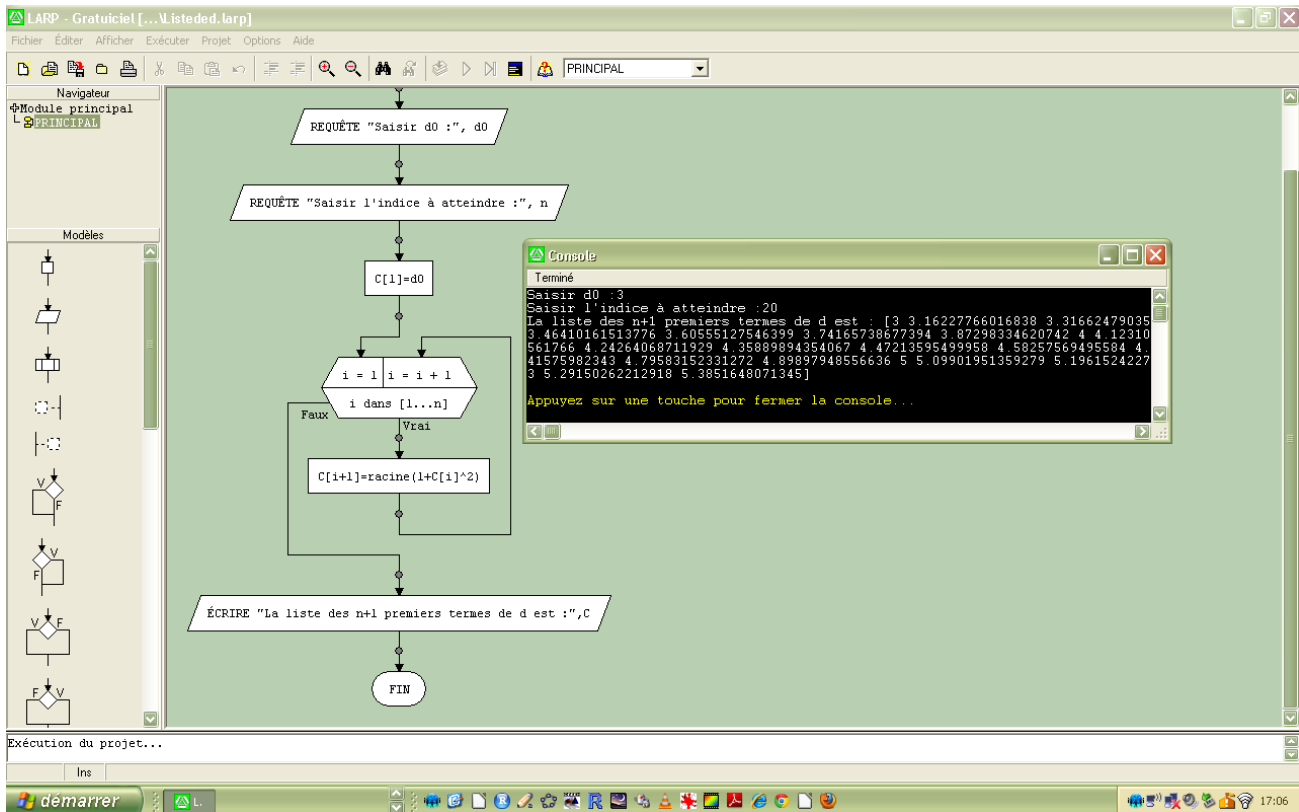 LARP - Gratuiciel [...\Listeded.larp]
Fichier Éditer Afficher Exécuter Projet Options Aide
PRINCIPAL
Navigateur
Module principal
PRINCIPAL
Modèles
V
F
V
F
V F
F V
REQUÊTE "Saisir d0 :", d0
REQUÊTE "Saisir l'indice à atteindre :", n
C[1]=d0
i = 1 i = i + 1
i dans [1...n]
Faux
Vrai
C[i+1]=racine(1+C[i]^2)
ÉCRIRE "La liste des n+1 premiers termes de d est :",C
FIN
Console
Terminé
Saisir d0 :3
Saisir l'indice à atteindre :20
La liste des n+1 premiers termes de d est : [3 3.16227766016838 3.31662479035
3.46410161513776 3.60555127546399 3.74165738677394 3.87298334620742 4 4.12310
561766 4.24264068711929 4.35889894354067 4.47213595499958 4.58257569495584 4.
41575982343 4.79583152331272 4.89897948556636 5 5.09901951359279 5.1961524227
3 5.29150262212918 5.3851648071345]
Appuyez sur une touche pour fermer la console...
Exécution du projet...
Ins
démarrer
L.
17:06